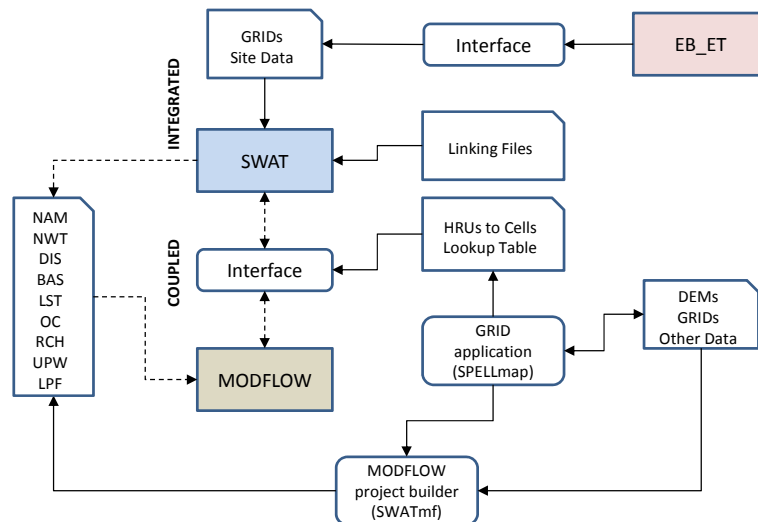 GRIDs
Site Data
Interface
EB_ET
INTEGRATED
SWAT
Linking Files
NAM
NWT
DIS
BAS
LST
OC
RCH
UPW
LPF
COUPLED
Interface
HRUs to Cells
Lookup Table
DEMs
GRIDs
Other Data
GRID
application
(SPELLmap)
MODFLOW
MODFLOW
project builder
(SWATmf)